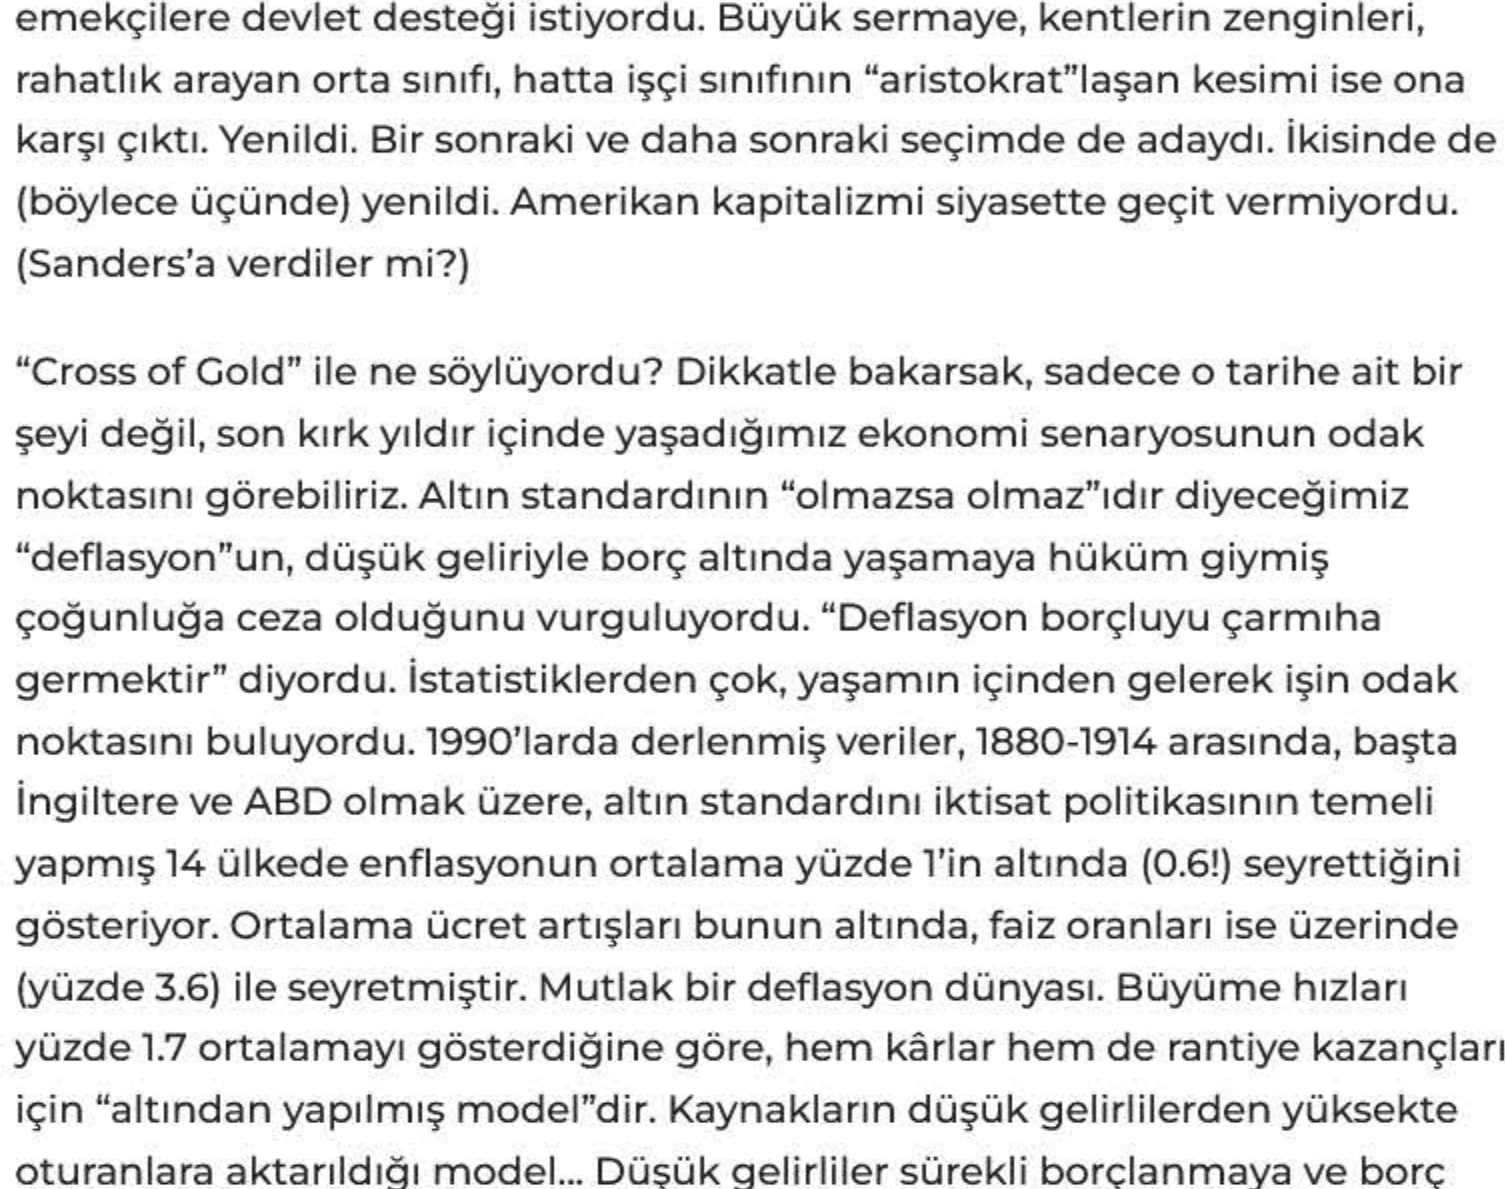 emekçilere devlet desteği istiyordu. Büyük sermaye, kentlerin zenginleri,
rahatlık arayan orta sınıfı, hatta işçi sınıfının “aristokrat”laşan kesimi ise ona
karşı çıktı. Yenildi. Bir sonraki ve daha sonraki seçimde de adaydı. İkisinde de
(böylece üçünde) yenildi. Amerikan kapitalizmi siyasette geçit vermiyordu.
(Sanders’a verdiler mi?)
“Cross of Gold” ile ne söylüyordu? Dikkatle bakarsak, sadece o tarihe ait bir
şeyi değil, son kırk yıldır içinde yaşadığımız ekonomi senaryosunun odak
noktasını görebiliriz. Altın standardının “olmazsa olmaz”ıdır diyeceğimiz
“deflasyon”un, düşük geliriyle borç altında yaşamaya hüküm giymiş
çoğunluğa ceza olduğunu vurguluyordu. “Deflasyon borçluyu çarmıha
germektir” diyordu. İstatistiklerden çok, yaşamın içinden gelerek işin odak
noktasını buluyordu. 1990’larda derlenmiş veriler, 1880-1914 arasında, başta
İngiltere ve ABD olmak üzere, altın standardını iktisat politikasının temeli
yapmış 14 ülkede enflasyonun ortalama yüzde 1’in altında (0.6!) seyrettiğini
gösteriyor. Ortalama ücret artışları bunun altında, faiz oranları ise üzerinde
(yüzde 3.6) ile seyretmiştir. Mutlak bir deflasyon dünyası. Büyüme hızları
yüzde 1.7 ortalamayı gösterdiğine göre, hem kârlar hem de rantiye kazançları
için “altından yapılmış model”dir. Kaynakların düşük gelirlilerden yüksekte
oturanlara aktarıldığı model... Düşük gelirliler sürekli borçlanmaya ve borç